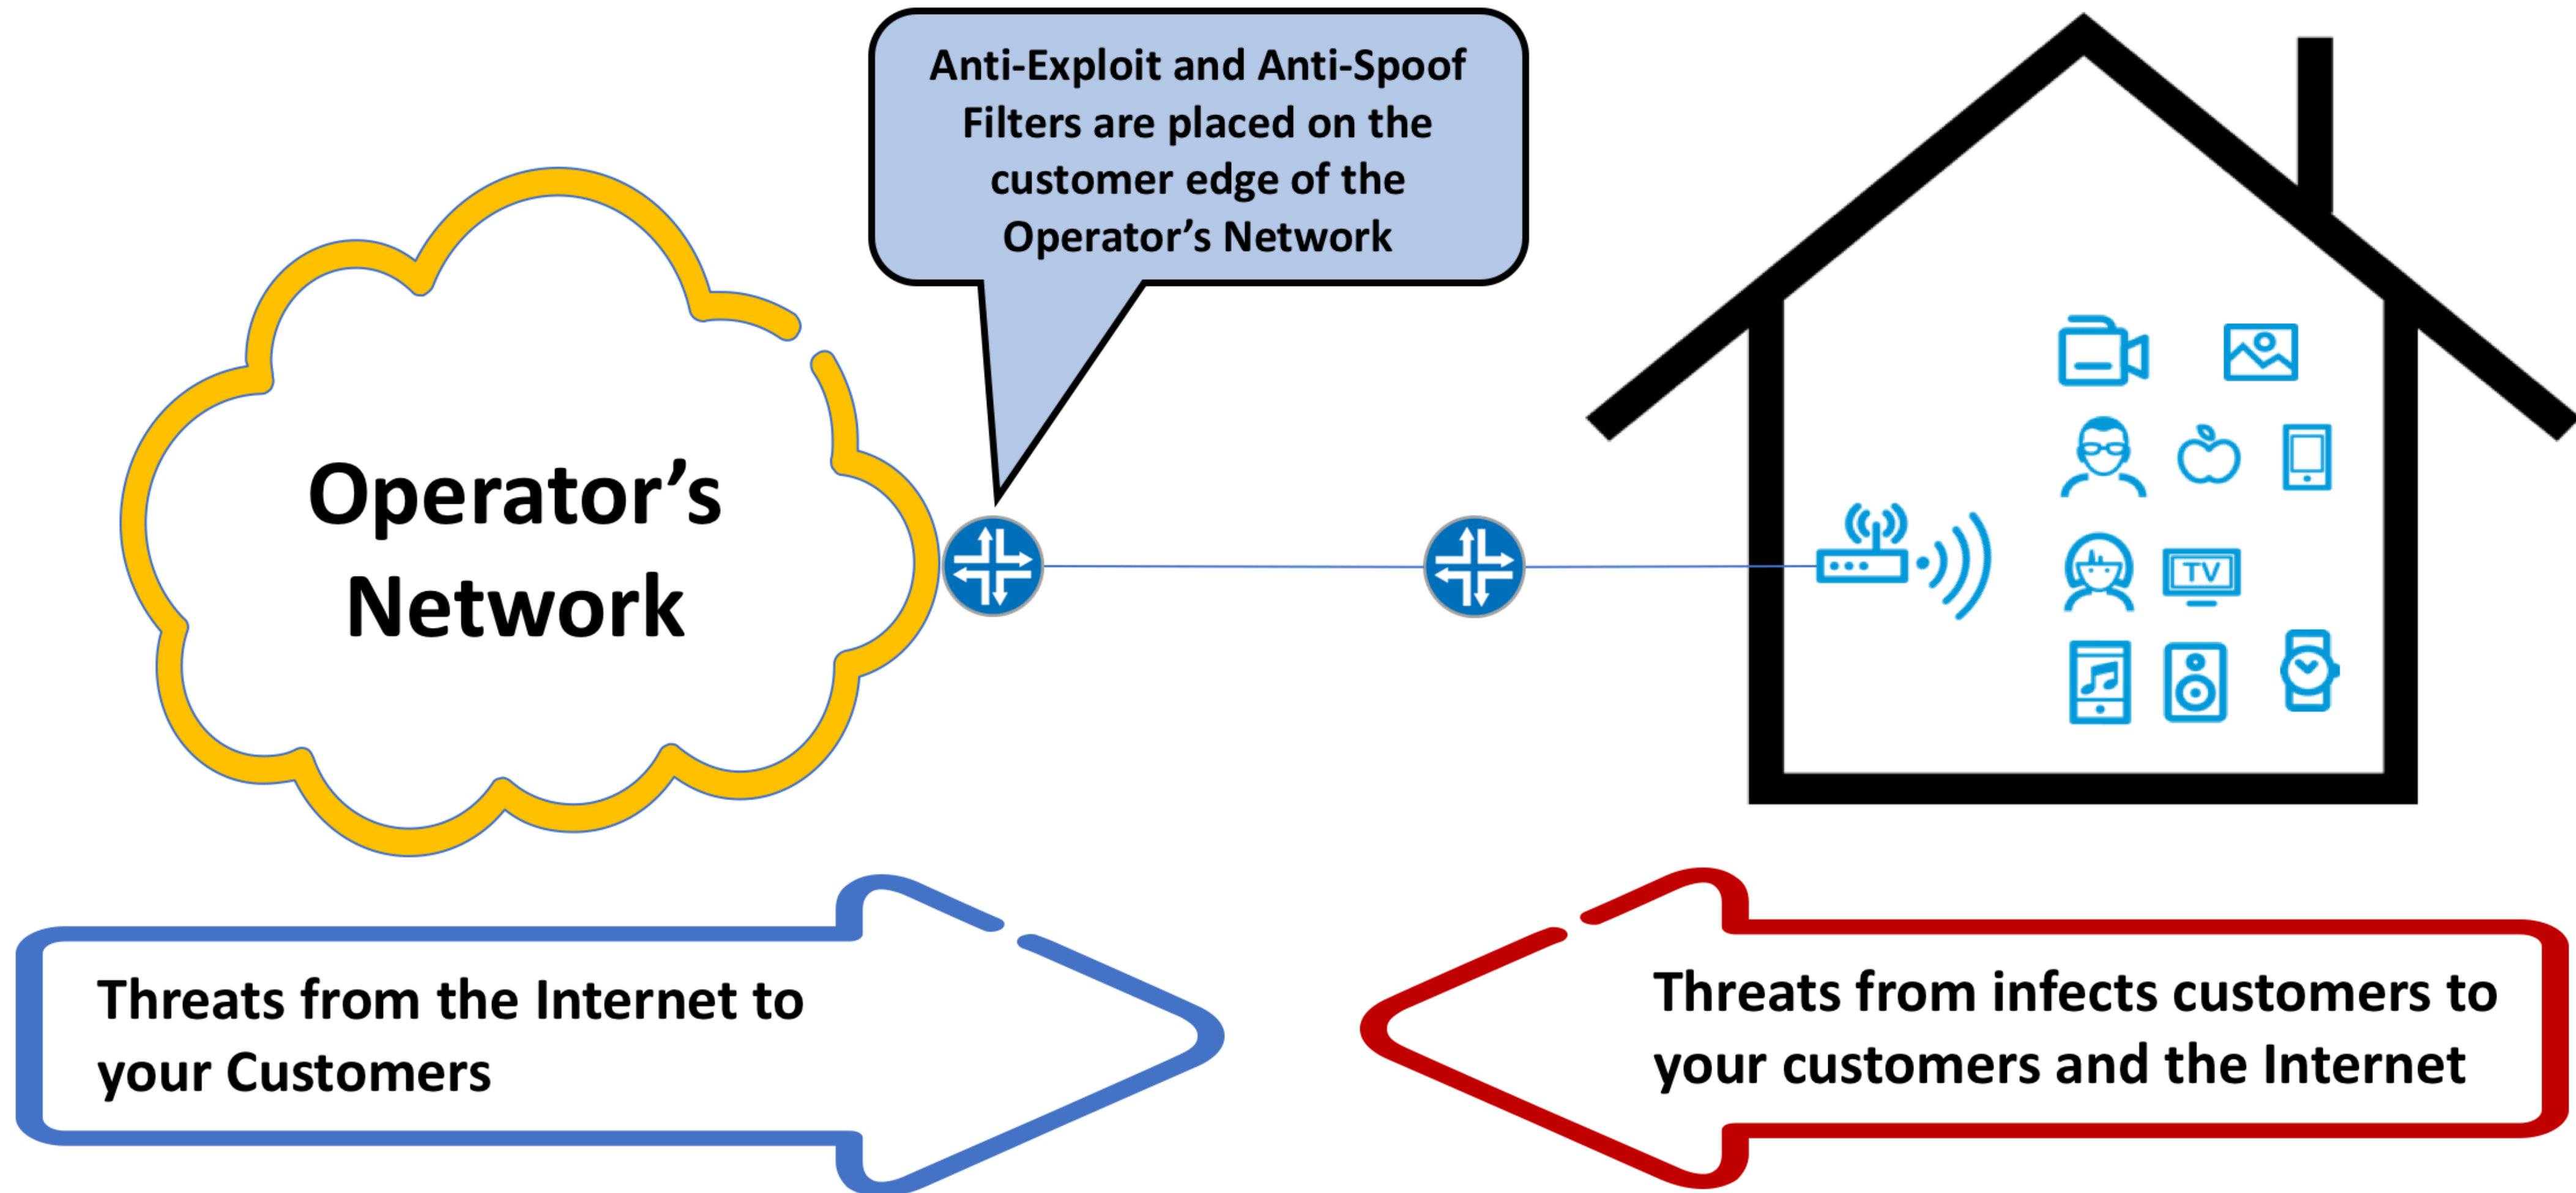 Anti-Exploit and Anti-Spoof
Filters are placed on the
customer edge of the
Operator’s Network
Operator’s
Network
TV
Threats from the Internet to
your Customers
Threats from infects customers to
your customers and the Internet